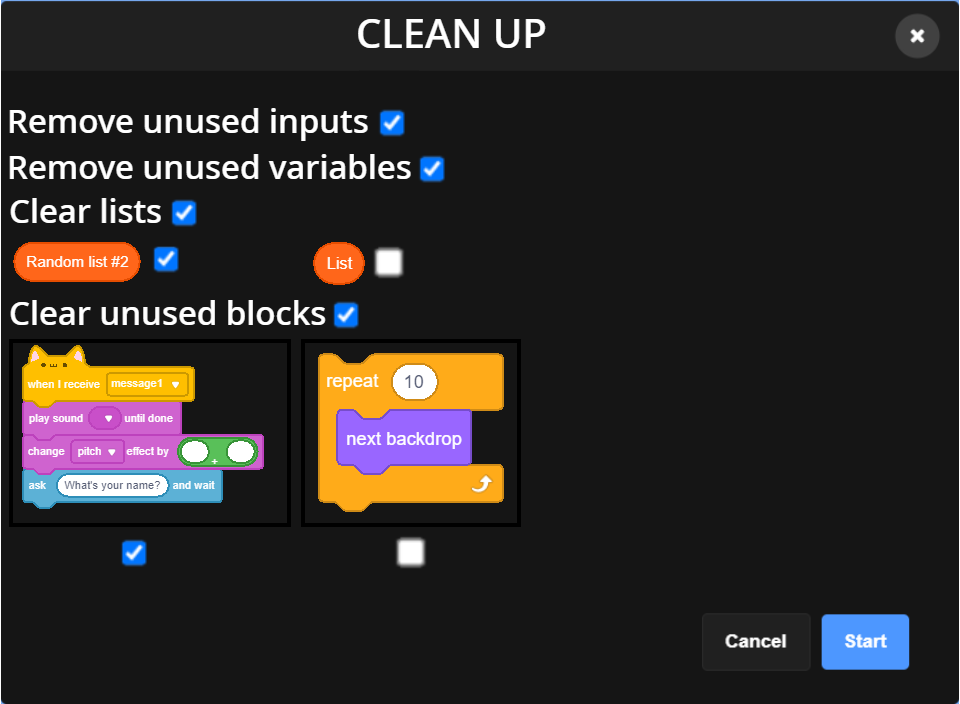 CLEAN UP
Remove unused inputs
Remove unused variables
Clear lists
Random list #2
List
Clear unused blocks
when I receive message1
play sound until done
change pitch effect by +
ask What's your name? and wait
repeat 10
next backdrop
Cancel
Start